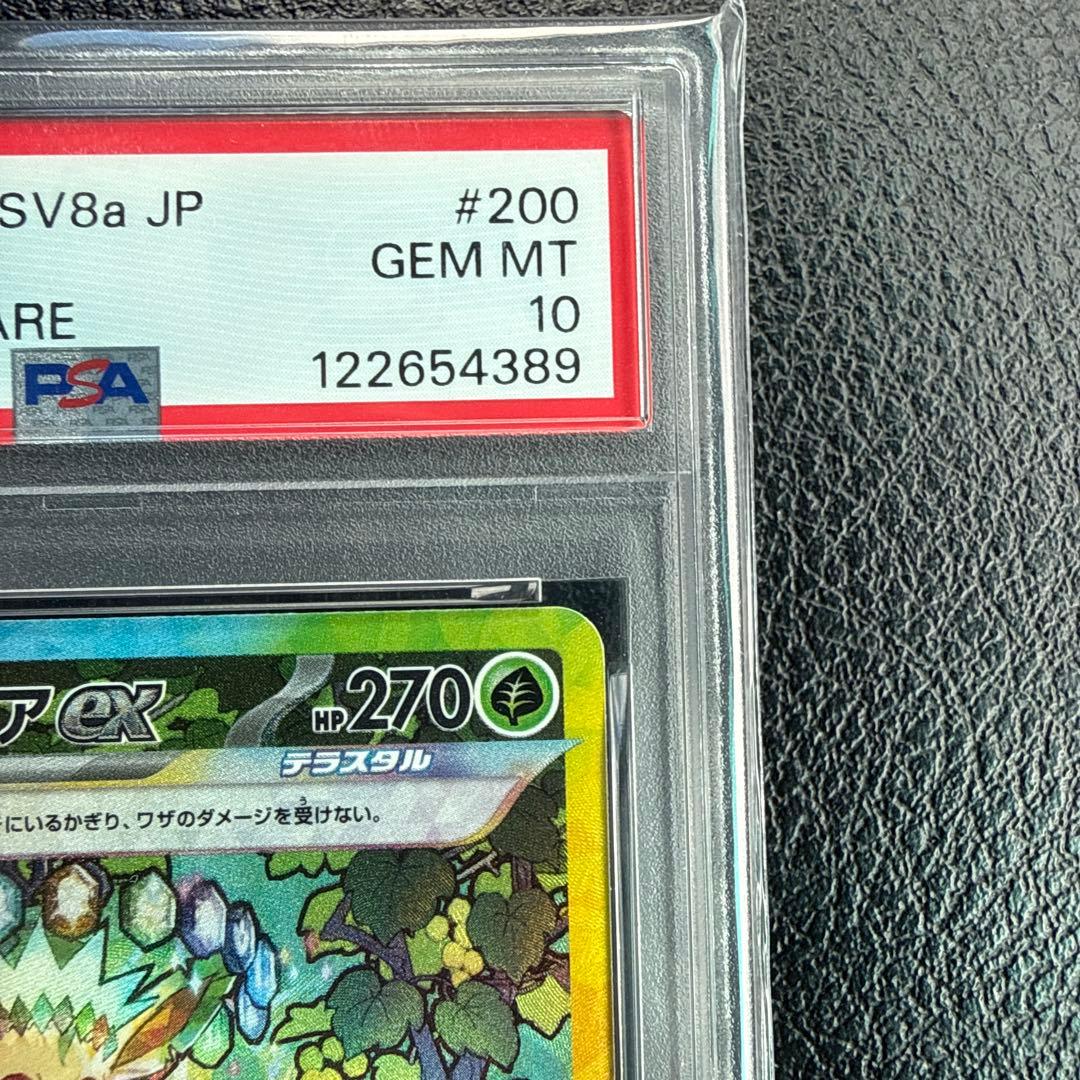 SV8a JP #200
GEM MT
ARE 10
PSA 122654389
ア ex HP 270
テラスタル
にいるかぎり、ワザのダメージを受けない。
う